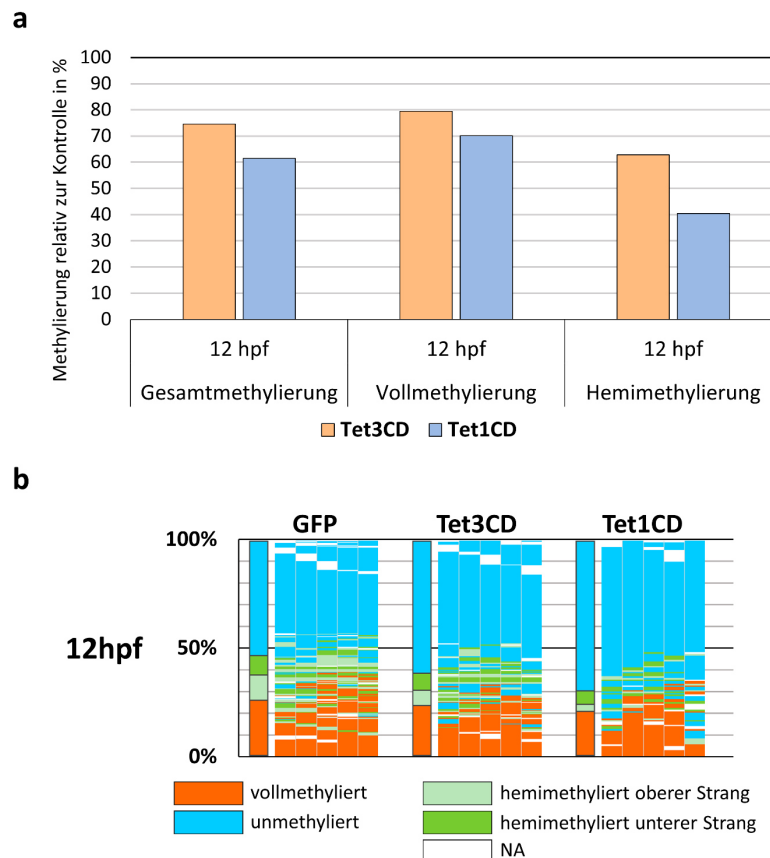 a
Methylierung relativ zur Kontrolle in %
100
90
80
70
60
50
40
30
20
10
0
12 hpf 12 hpf 12 hpf
Gesamtmethylierung Vollmethylierung Hemimethylierung
Tet3CD Tet1CD
b
GFP Tet3CD Tet1CD
100%
12hpf 50%
0%
vollmethyliert hemimethyliert oberer Strang
unmethyliert hemimethyliert unterer Strang
NA